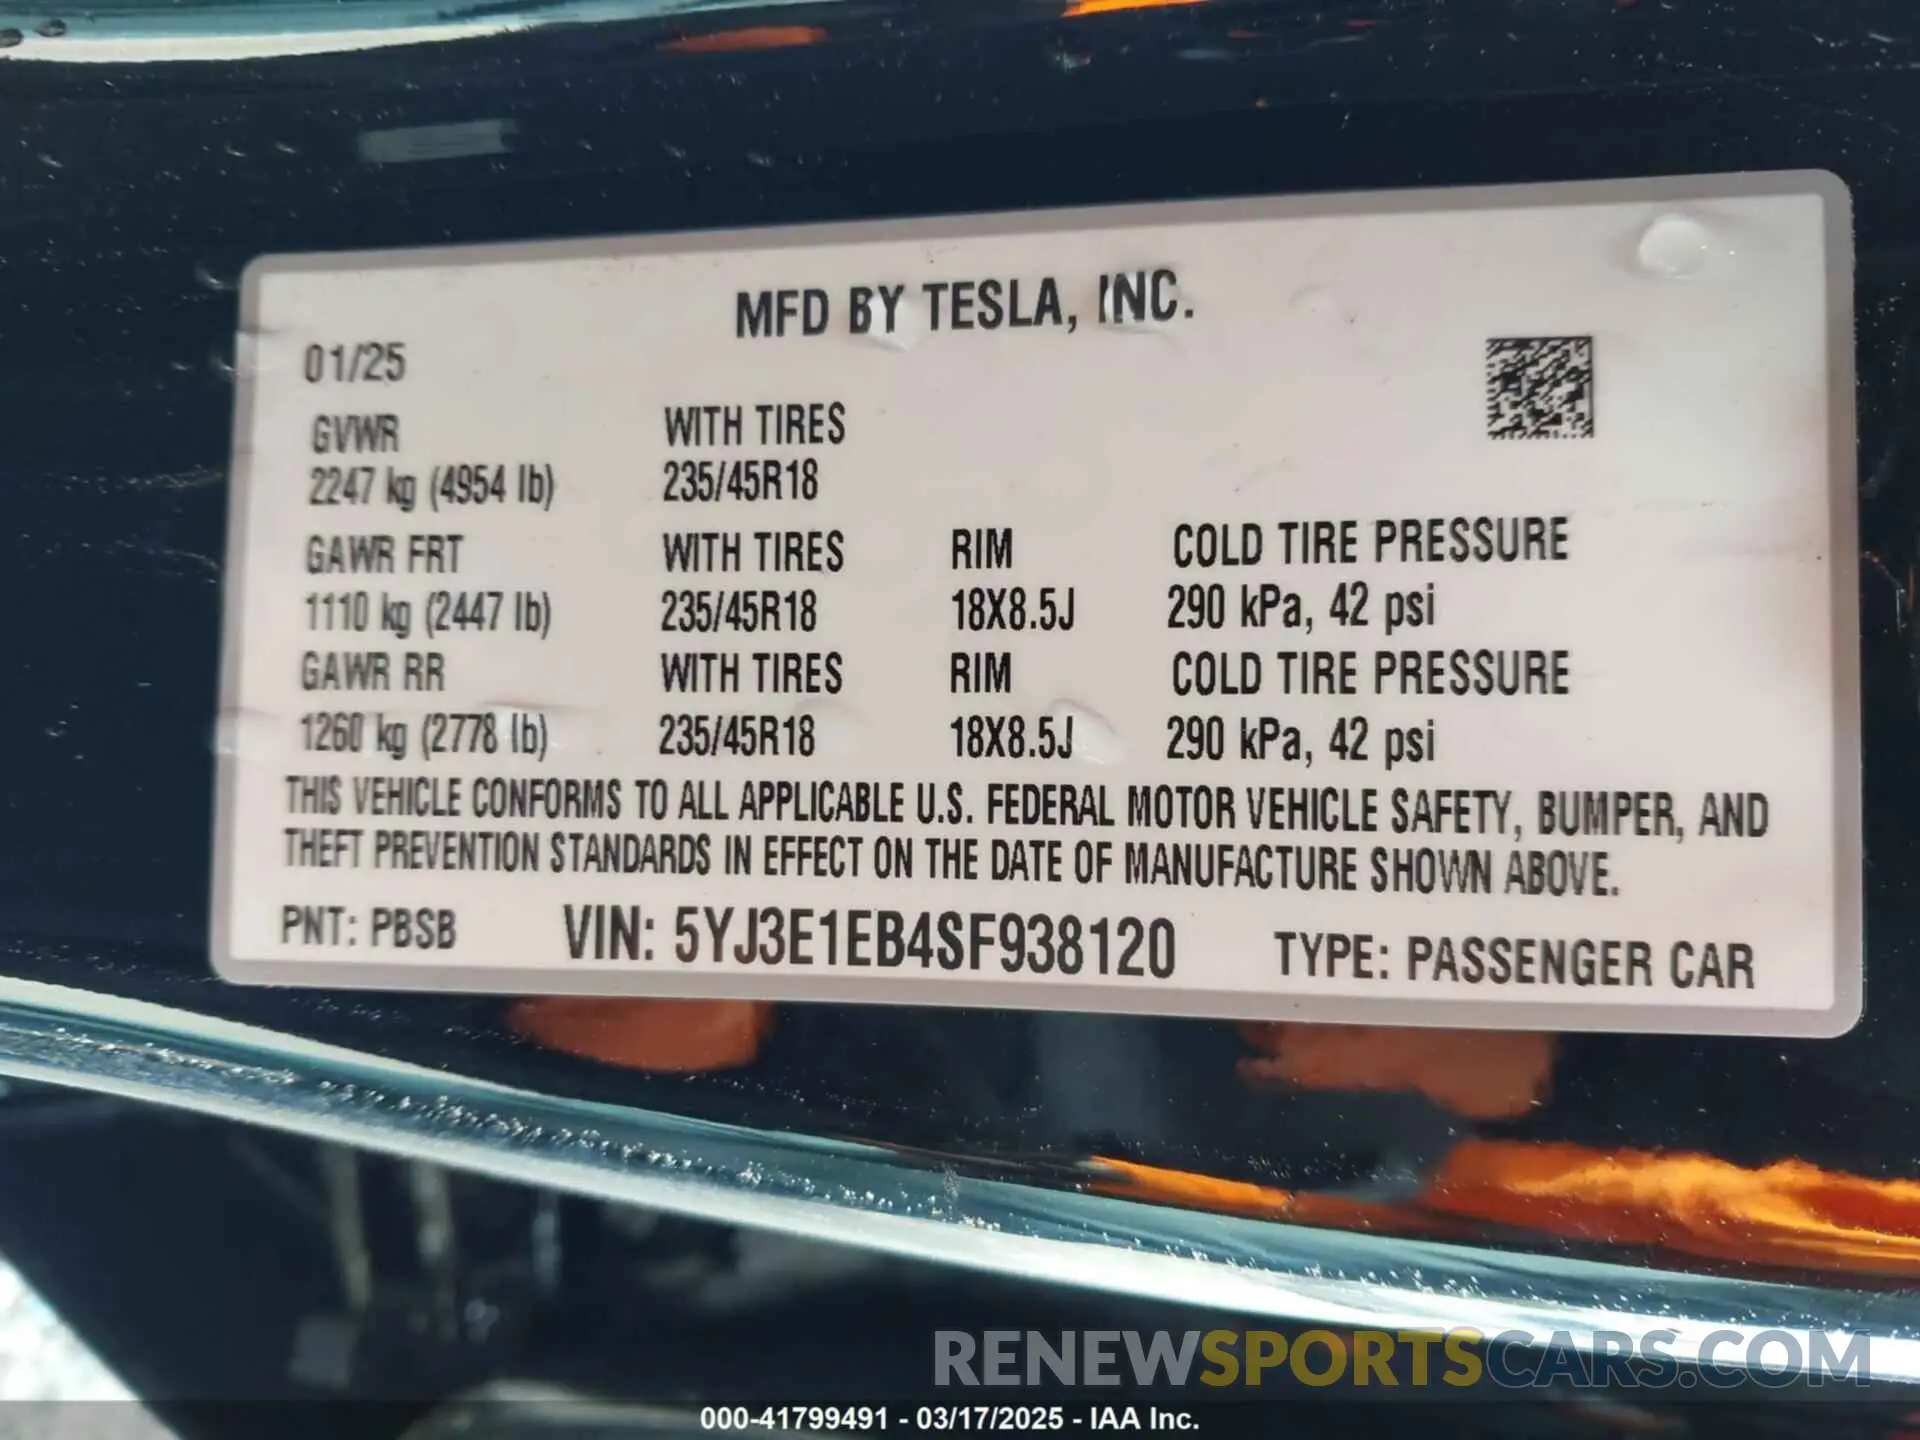 MFD BY TESLA, INC.
01/25
GVWR WITH TIRES
2247 kg (4954 lb) 235/45R18
GAWR FRT WITH TIRES RIM COLD TIRE PRESSURE
1110 kg (2447 lb) 235/45R18 18X8.5J 290 kPa, 42 psi
GAWR RR WITH TIRES RIM COLD TIRE PRESSURE
1260 kg (2778 lb) 235/45R18 18X8.5J 290 kPa, 42 psi
THIS VEHICLE CONFORMS TO ALL APPLICABLE U.S. FEDERAL MOTOR VEHICLE SAFETY, BUMPER, AND
THEFT PREVENTION STANDARDS IN EFFECT ON THE DATE OF MANUFACTURE SHOWN ABOVE.
PNT: PBSB VIN: 5YJ3E1EB4SF938120 TYPE: PASSENGER CAR
RENEWSPORTSCARS.COM
000-41799491 - 03/17/2025 - IAA Inc.